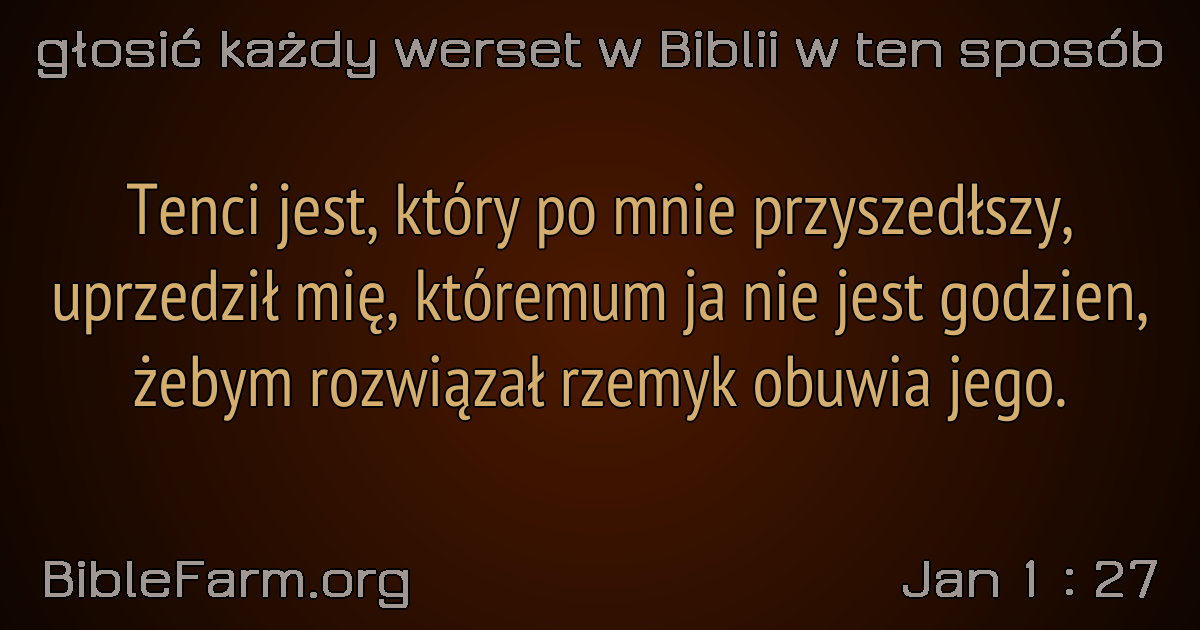 głosić każdy werset w Biblii w ten sposób
Tenci jest, który po mnie przyszedłszy,
uprzedził mię, któremum ja nie jest godzien,
żebym rozwiązał rzemyk obuwia jego.
BibleFarm.org
Jan 1 : 27